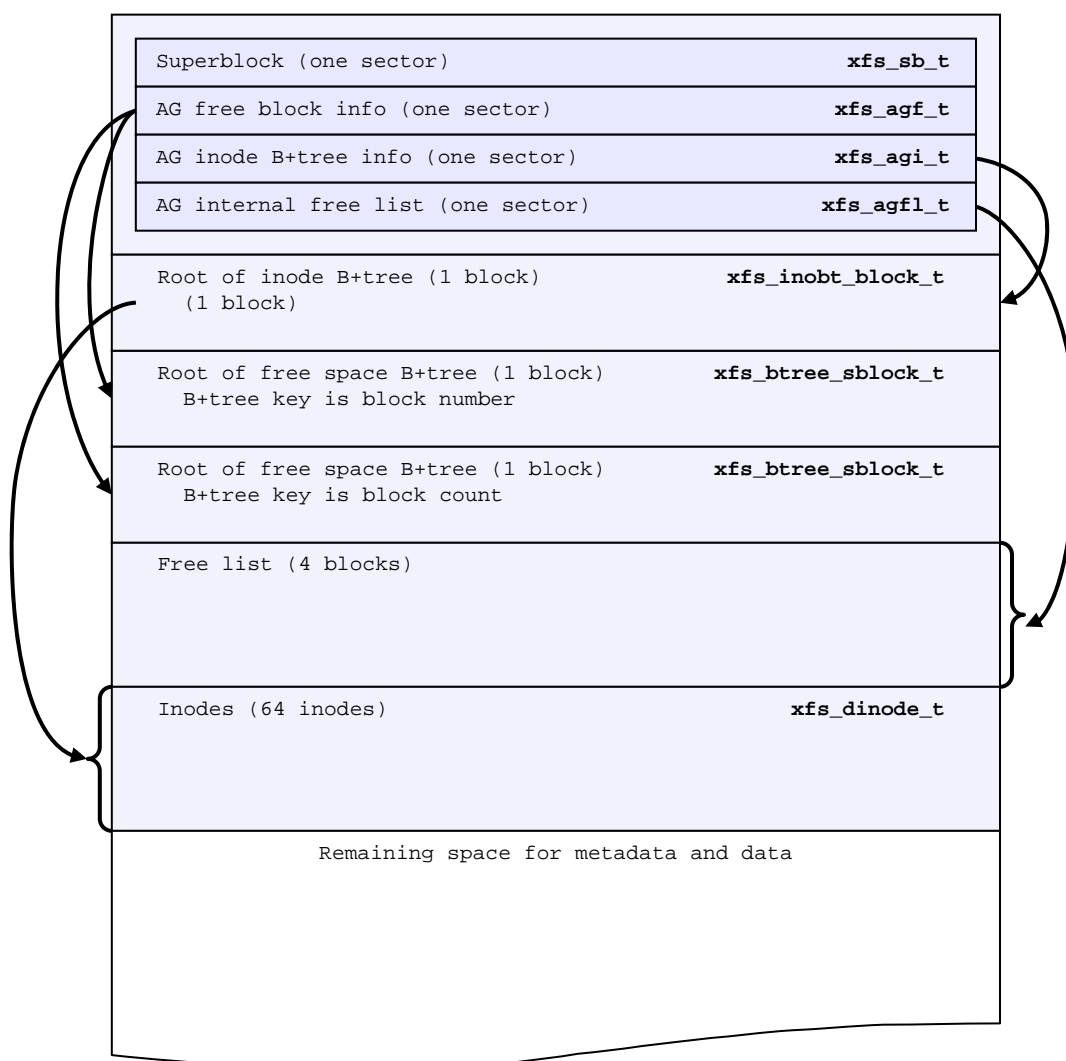 Superblock (one sector) xfs_sb_t
AG free block info (one sector) xfs_agf_t
AG inode B+tree info (one sector) xfs_agi_t
AG internal free list (one sector) xfs_agfl_t
Root of inode B+tree (1 block) xfs_inobt_block_t
(1 block)
Root of free space B+tree (1 block) xfs_btree_sblock_t
B+tree key is block number
Root of free space B+tree (1 block) xfs_btree_sblock_t
B+tree key is block count
Free list (4 blocks)
Inodes (64 inodes) xfs_dinode_t
Remaining space for metadata and data